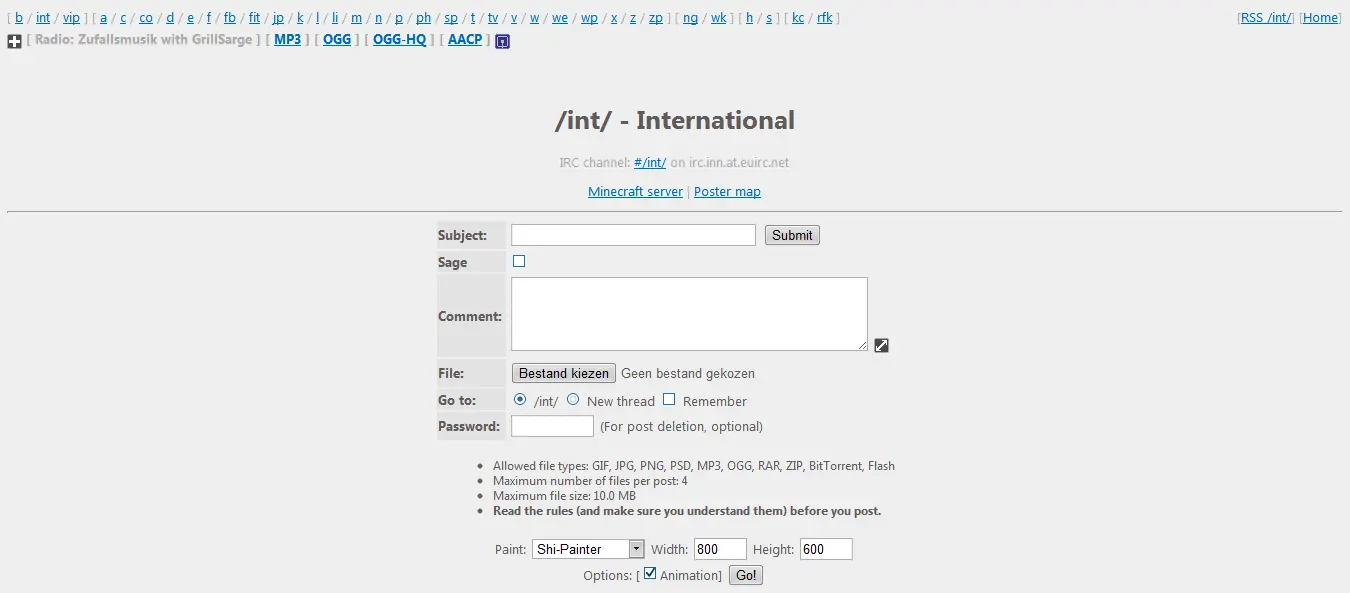 [ b / int / vip ] [ a / c / co / d / e / f / fb / fit / jp / k / l / li / m / n / p / ph / sp / t / tv / v / w / we / wp / x / z / zp ] [ ng / wk ] [ h / s ] [ kc / rfk ] [RSS /int/] [Home]
[ Radio: Zufallsmusik with GrillSarge ] [ MP3 ] [ OGG ] [ OGG-HQ ] [ AACP ]
/int/ - International
IRC channel: #/int/ on irc.inn.at.euirc.net
Minecraft server | Poster map
Subject: Submit
Sage
Comment:
File: Bestand kiezen Geen bestand gekozen
Go to: /int/ New thread Remember
Password: (For post deletion, optional)
• Allowed file types: GIF, JPG, PNG, PSD, MP3, OGG, RAR, ZIP, BitTorrent, Flash
• Maximum number of files per post: 4
• Maximum file size: 10.0 MB
• Read the rules (and make sure you understand them) before you post.
Paint: Shi-Painter Width: 800 Height: 600
Options: [ Animation] Go!